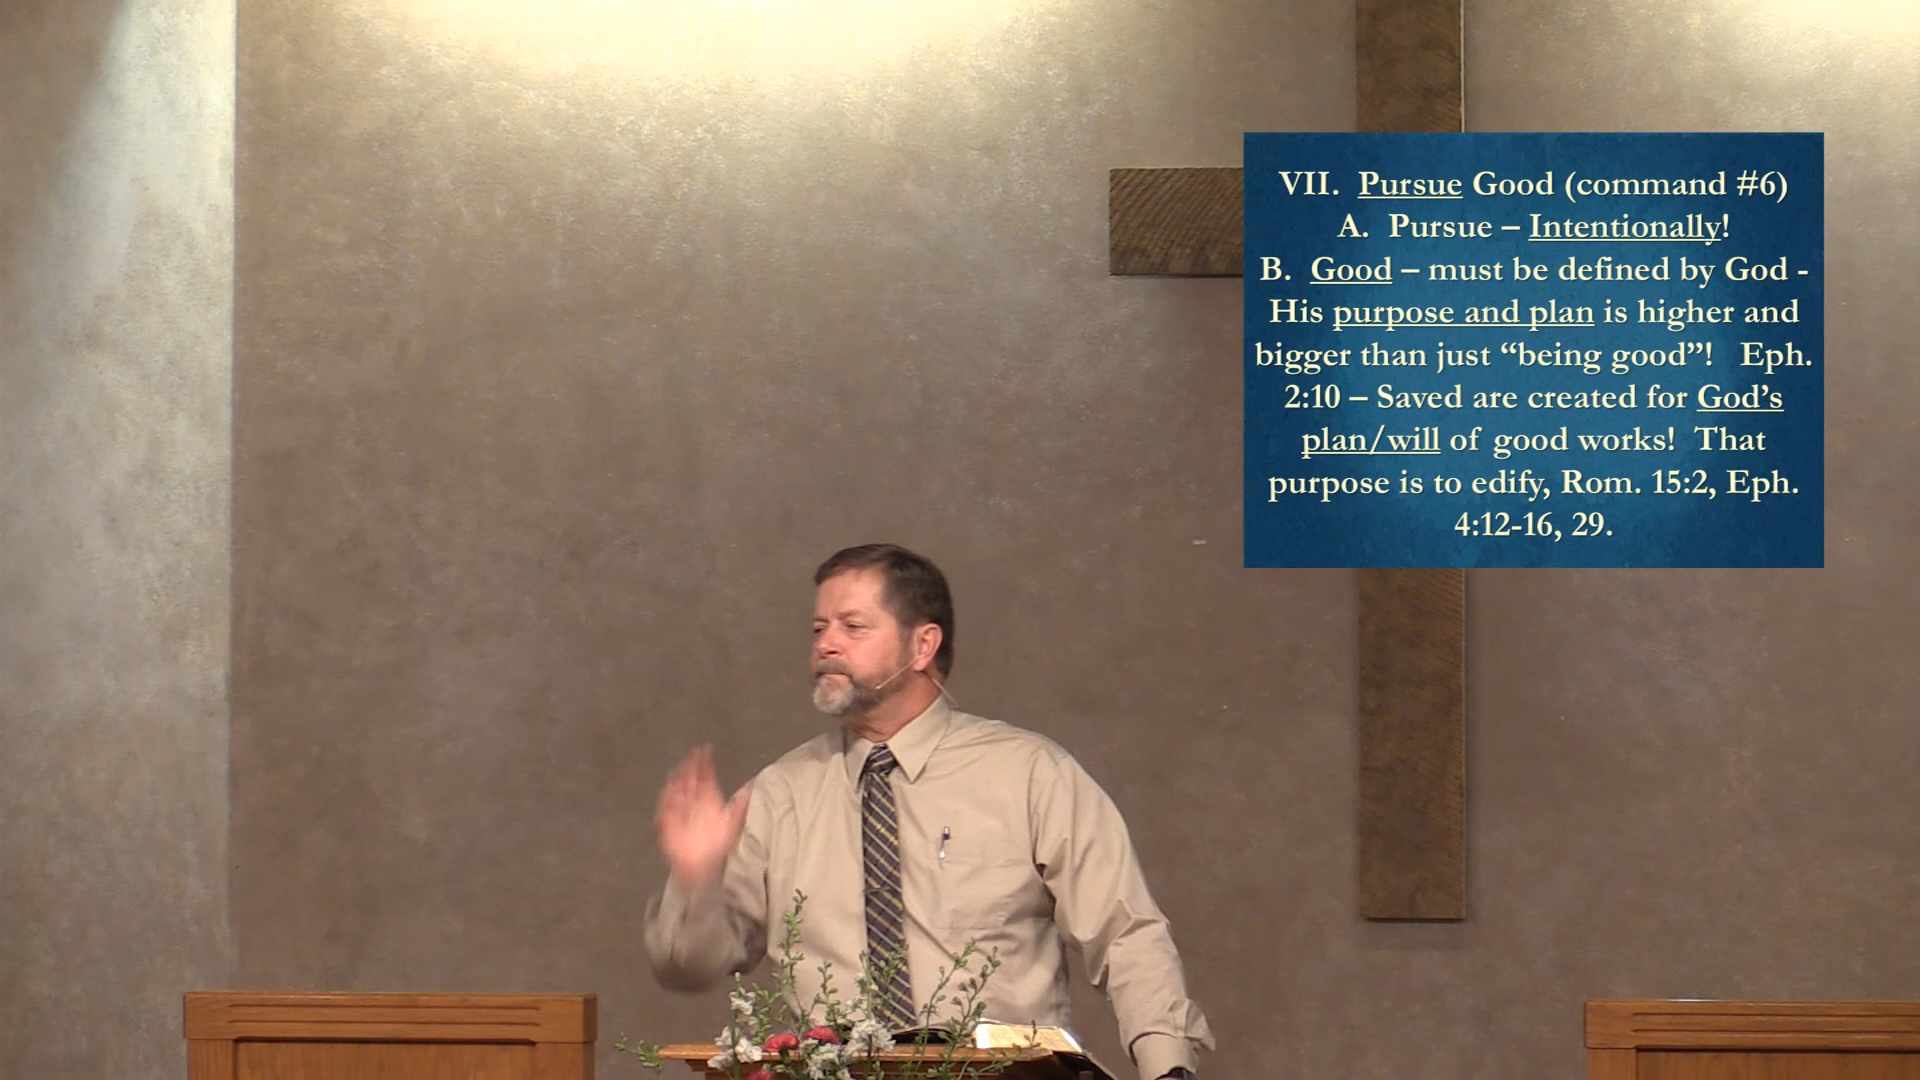 VII. Pursue Good (command #6)
A. Pursue – Intentionally!
B. Good – must be defined by God -
His purpose and plan is higher and
bigger than just “being good”! Eph.
2:10 – Saved are created for God’s
plan/will of good works! That
purpose is to edify, Rom. 15:2, Eph.
4:12-16, 29.